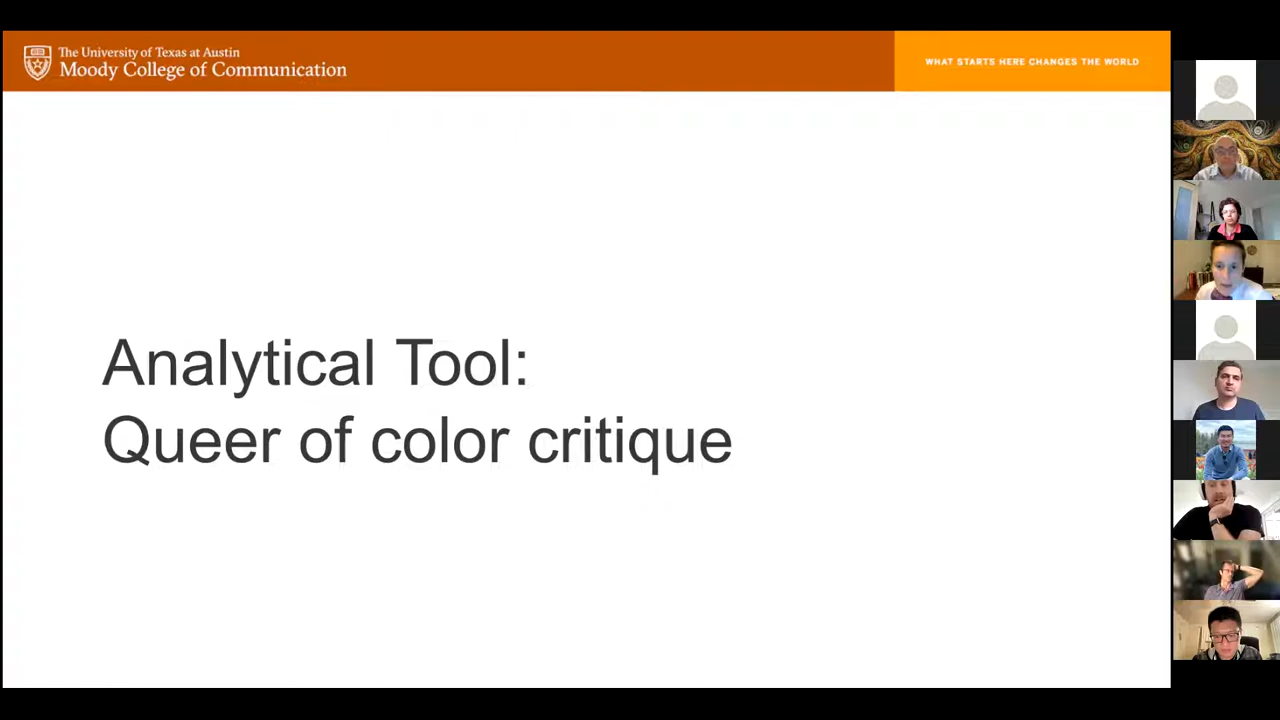 The University of Texas at Austin
Moody College of Communication
WHAT STARTS HERE CHANGES THE WORLD
Analytical Tool:
Queer of color critique